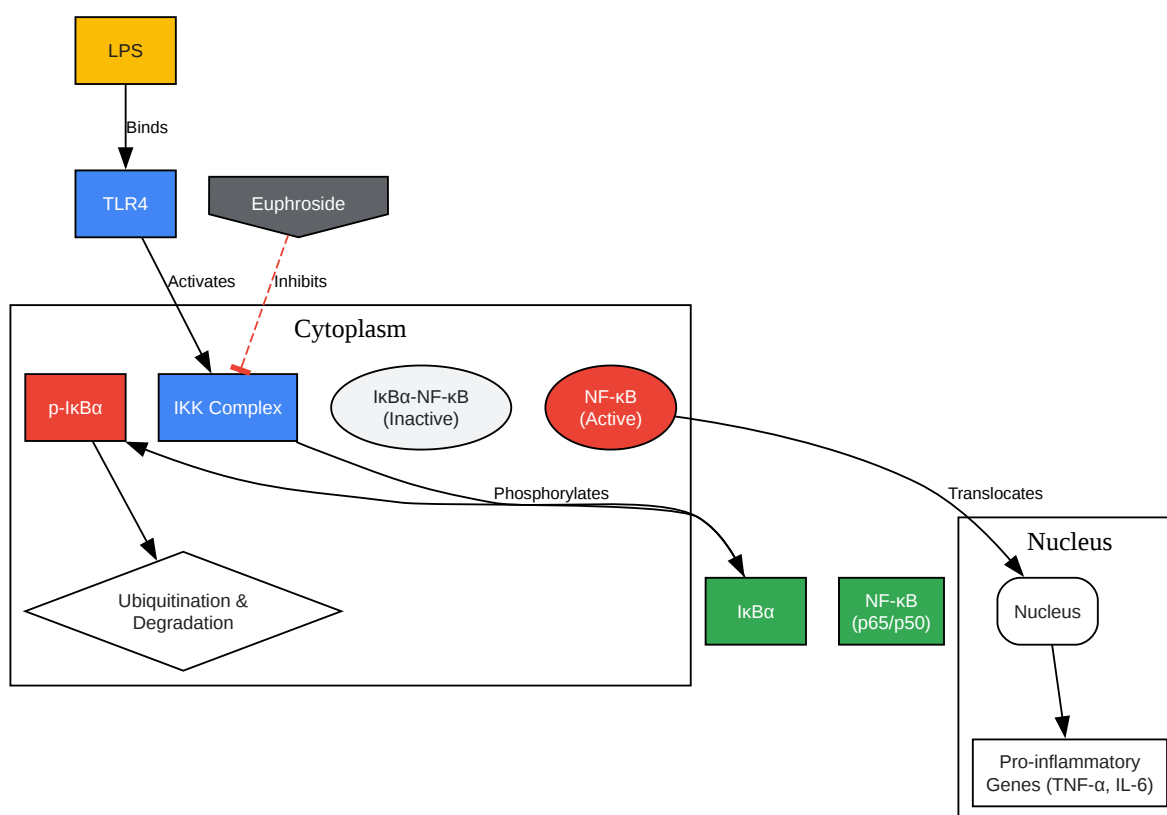 LPS
Binds
TLR4
Euphroside
Activates
Inhibits
Cytoplasm
p-IκBα
IKK Complex
IκBα-NF-κB
(Inactive)
NF-κB
(Active)
Phosphorylates
Translocates
Nucleus
Ubiquitination &
Degradation
IκBα
NF-κB
(p65/p50)
Nucleus
Pro-inflammatory
Genes (TNF-α, IL-6)